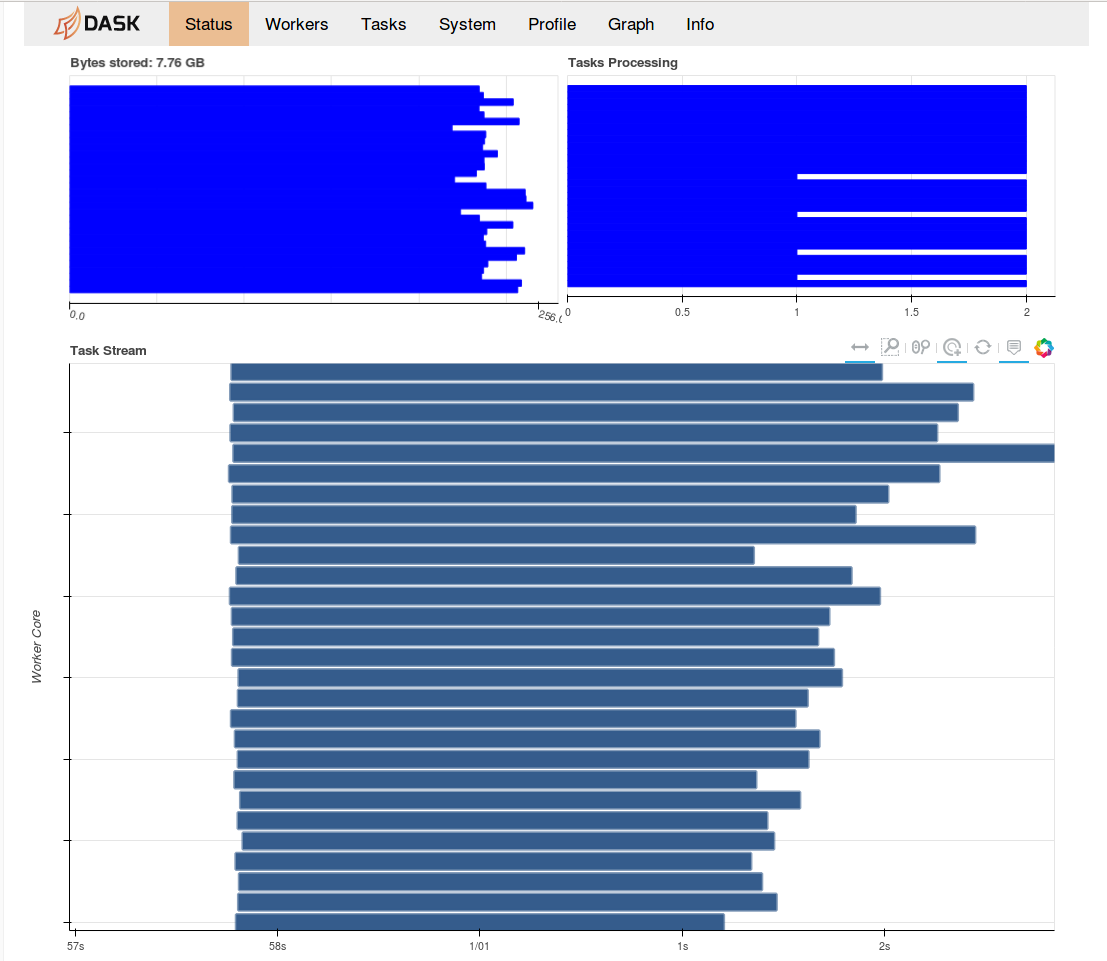 DASK Status Workers Tasks System Profile Graph Info
Bytes stored: 7.76 GB
Tasks Processing
0.0
0 0.5 1 1.5 2
Task Stream
Worker Core
57s 58s 1/01 1s 2s